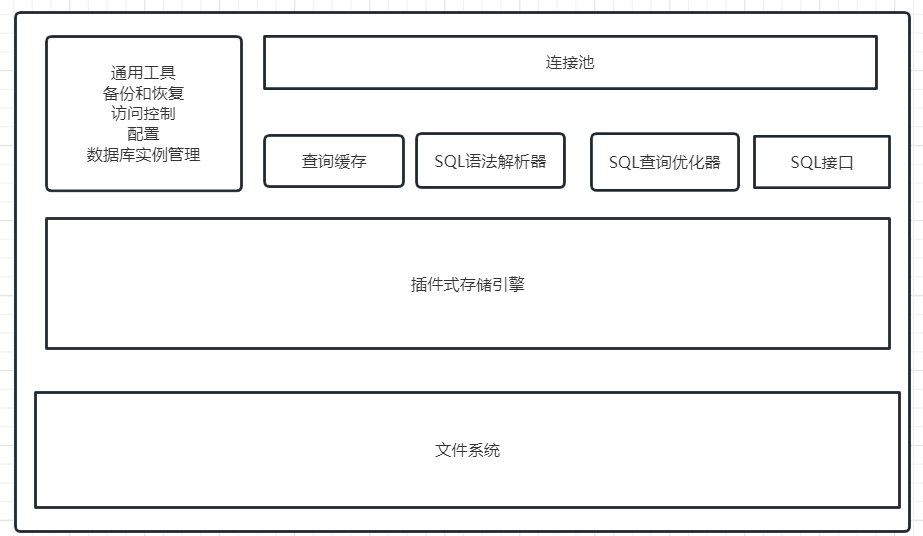 通用工具
备份和恢复
访问控制
配置
数据库实例管理
连接池
查询缓存
SQL语法解析器
SQL查询优化器
SQL接口
插件式存储引擎
文件系统